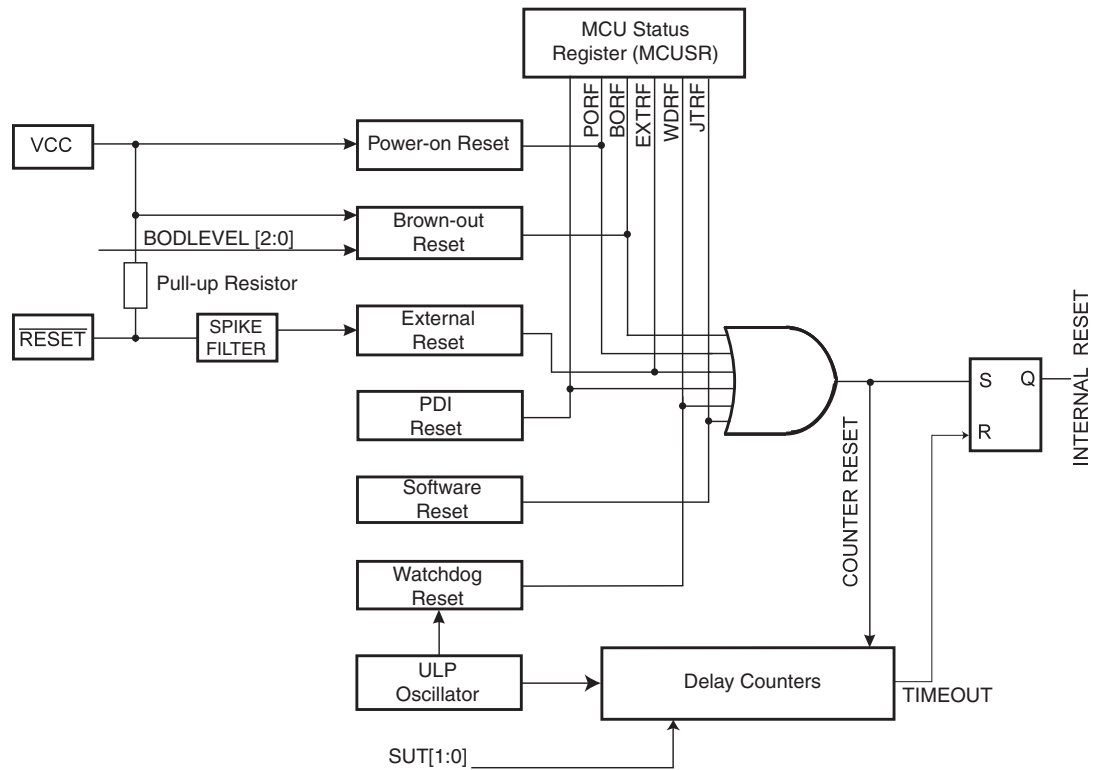 MCU Status
Register (MCUSR)
PORF
BORF
EXTRF
WDRF
JTRF
VCC
Power-on Reset
Brown-out
Reset
BODLEVEL [2:0]
Pull-up Resistor
RESET
SPIKE
FILTER
External
Reset
PDI
Reset
Software
Reset
Watchdog
Reset
ULP
Oscillator
Delay Counters
SUT[1:0]
COUNTER RESET
TIMEOUT
S
Q
R
INTERNAL RESET